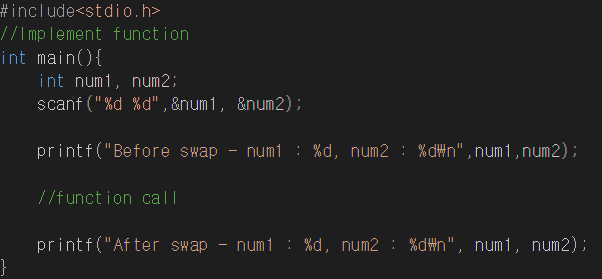 #include<stdio.h>
//Implement function
int main(){
int num1, num2;
scanf("%d %d",&num1, &num2);
printf("Before swap - num1 : %d, num2 : %d₩n",num1,num2);
//function call
printf("After swap - num1 : %d, num2 : %d₩n", num1, num2);
}